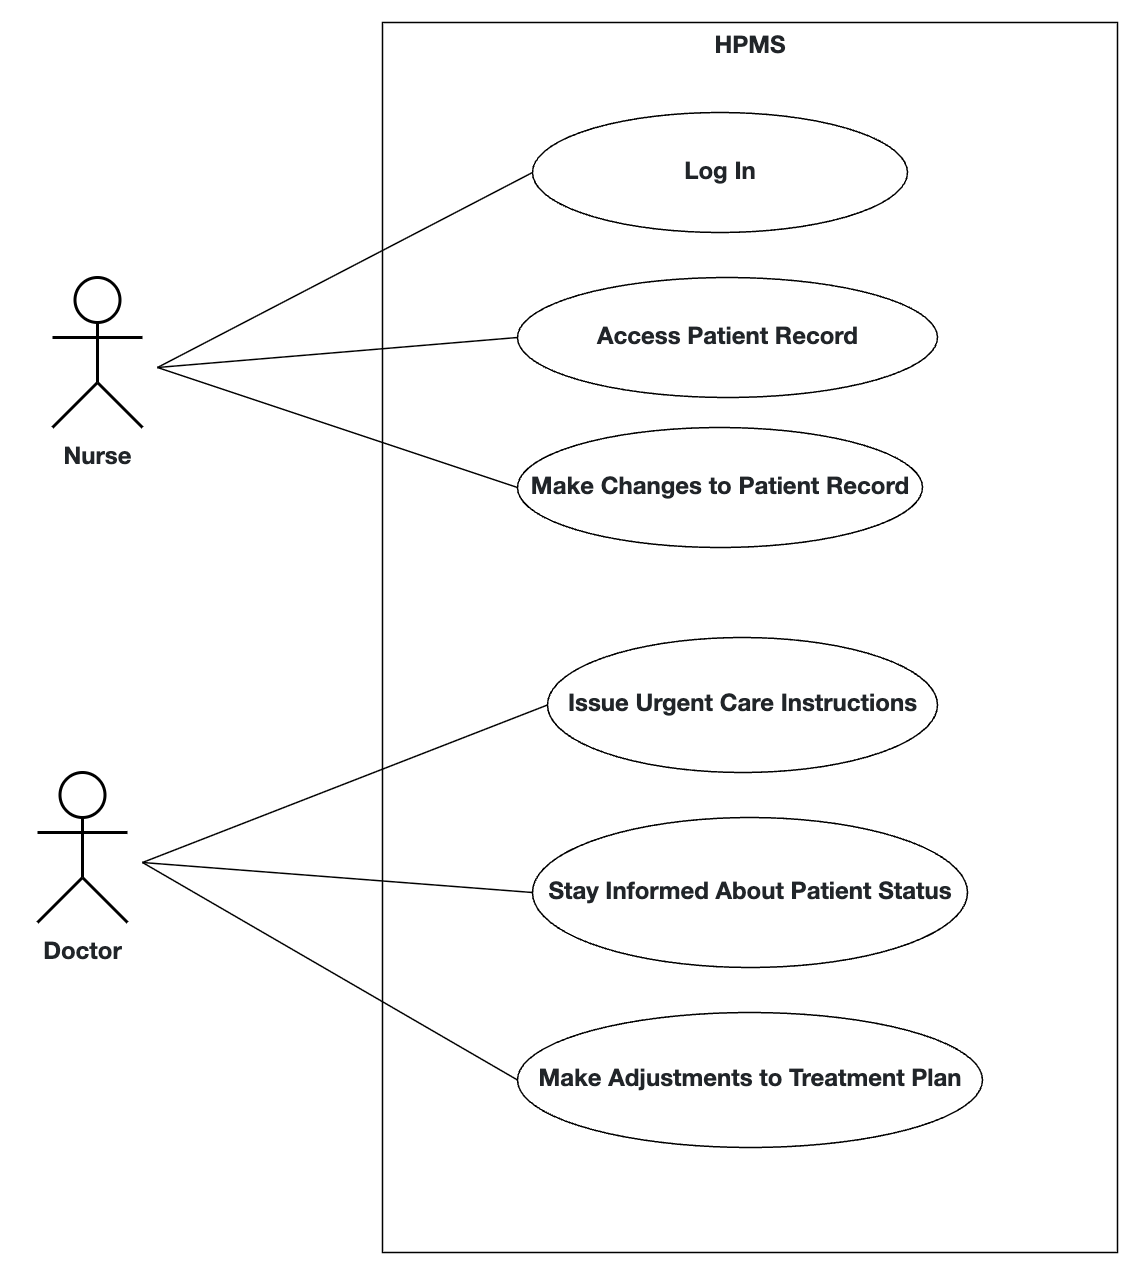 HPMS
Log In
Access Patient Record
Make Changes to Patient Record
Nurse
Issue Urgent Care Instructions
Stay Informed About Patient Status
Doctor
Make Adjustments to Treatment Plan